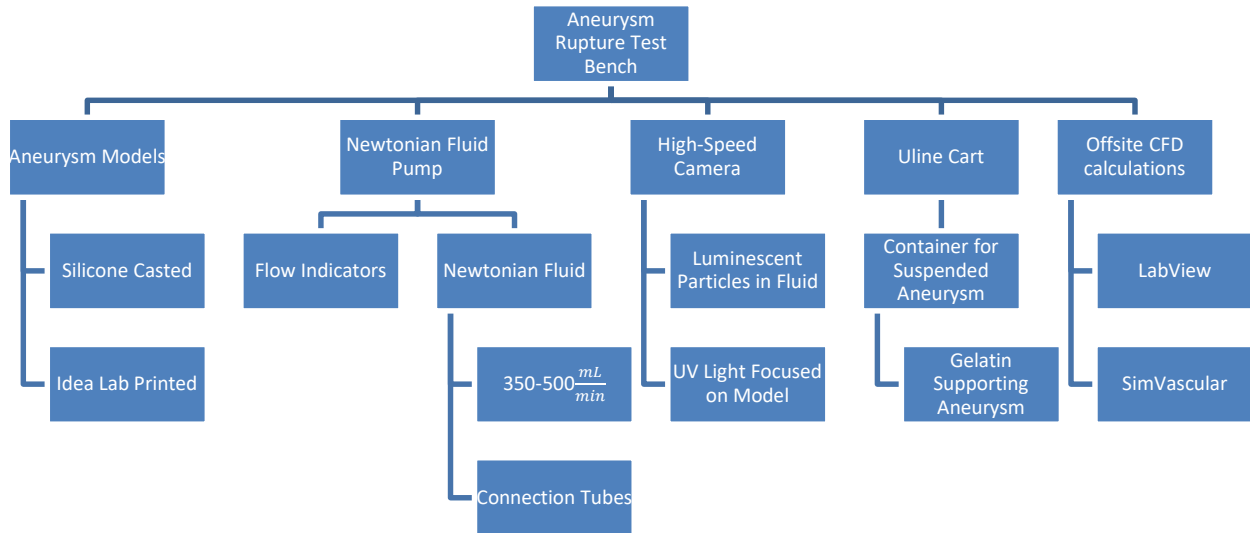 Aneurysm
Rupture Test
Bench
Aneurysm Models
Newtonian Fluid
Pump
High-Speed
Camera
Uline Cart
Offsite CFD
calculations
Silicone Casted
Flow Indicators
Newtonian Fluid
Luminescent
Particles in Fluid
Container for
Suspended
Aneurysm
LabView
Idea Lab Printed
350-500 mL/min
UV Light Focused
on Model
Gelatin
Supporting
Aneurysm
SimVascular
Connection Tubes